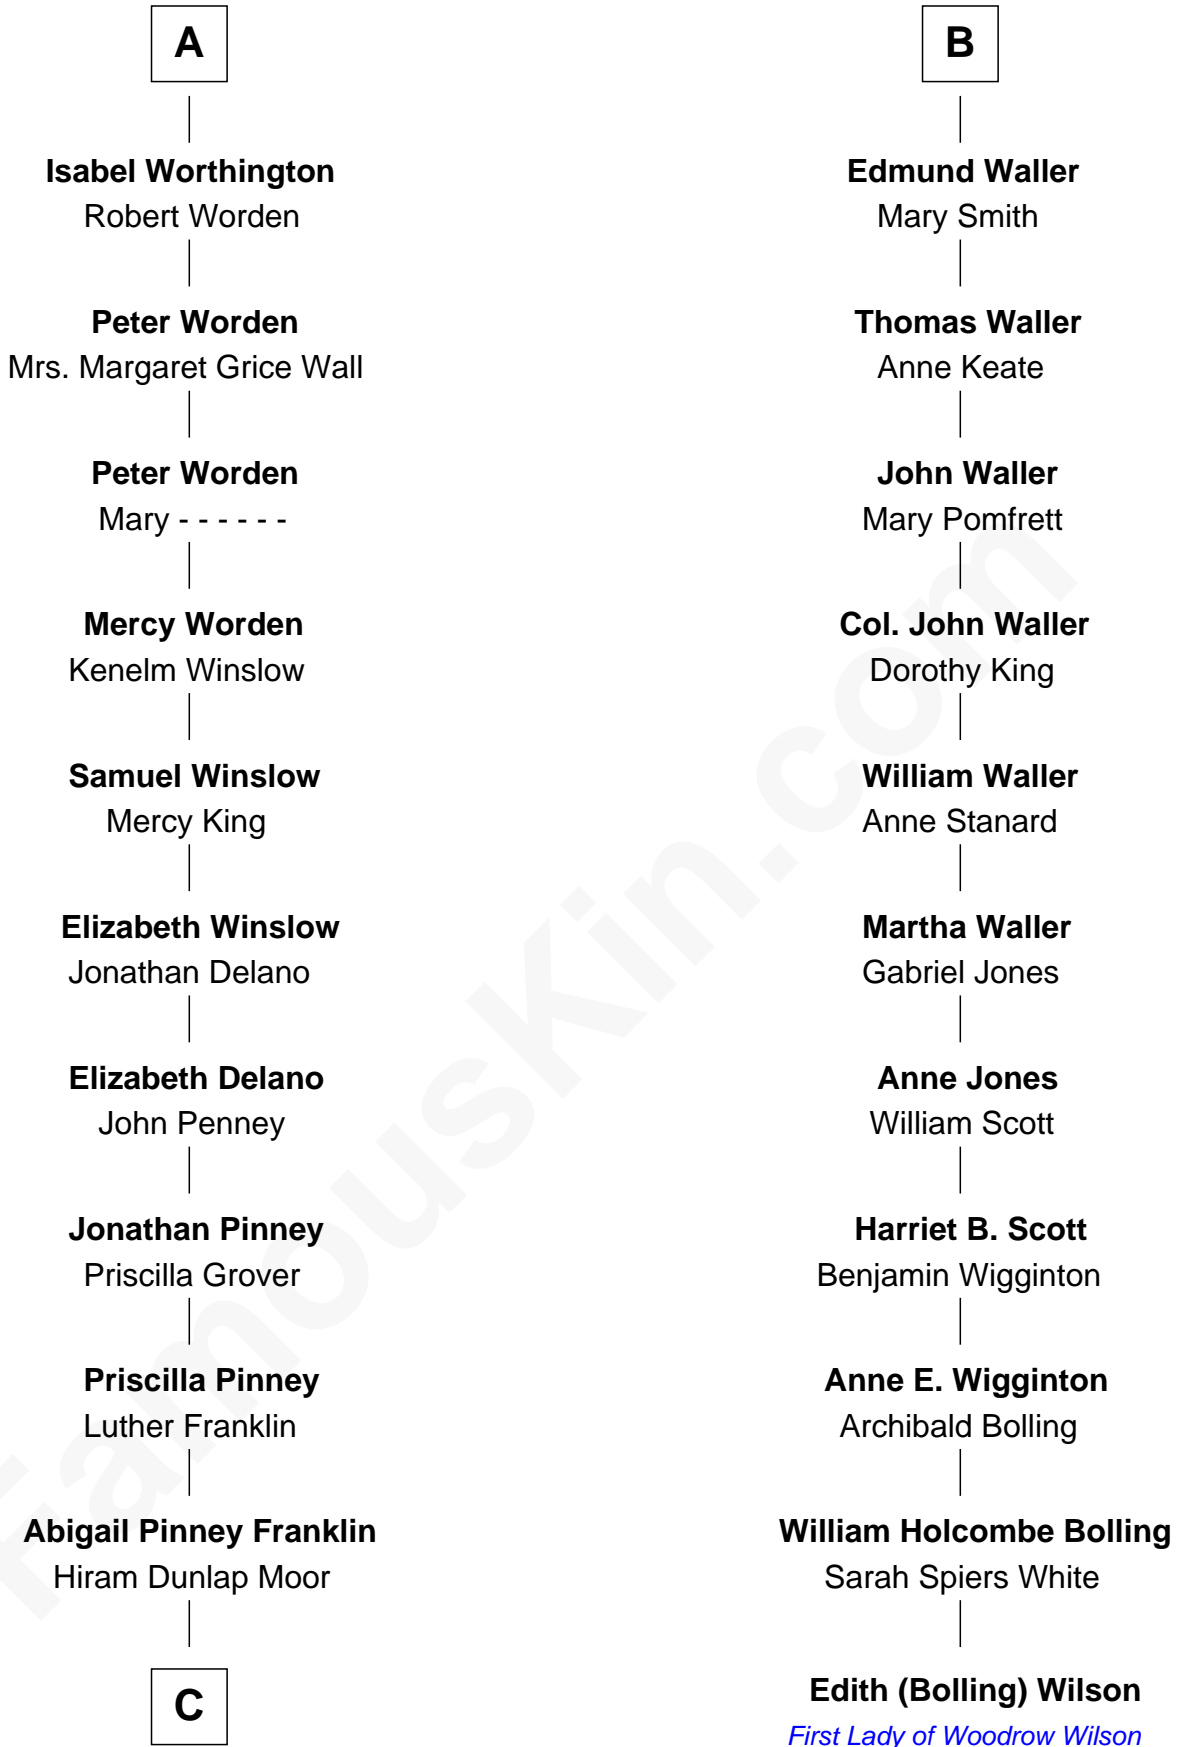 A
Isabel Worthington
Robert Worden
Peter Worden
Mrs. Margaret Grice Wall
Peter Worden
Mary - - - - - -
Mercy Worden
Kenelm Winslow
Samuel Winslow
Mercy King
Elizabeth Winslow
Jonathan Delano
Elizabeth Delano
John Penney
Jonathan Pinney
Priscilla Grover
Priscilla Pinney
Luther Franklin
Abigail Pinney Franklin
Hiram Dunlap Moor
C
B
Edmund Waller
Mary Smith
Thomas Waller
Anne Keate
John Waller
Mary Pomfrett
Col. John Waller
Dorothy King
William Waller
Anne Stanard
Martha Waller
Gabriel Jones
Anne Jones
William Scott
Harriet B. Scott
Benjamin Wigginton
Anne E. Wigginton
Archibald Bolling
William Holcombe Bolling
Sarah Spiers White
Edith (Bolling) Wilson
First Lady of Woodrow Wilson
FamousKin.com